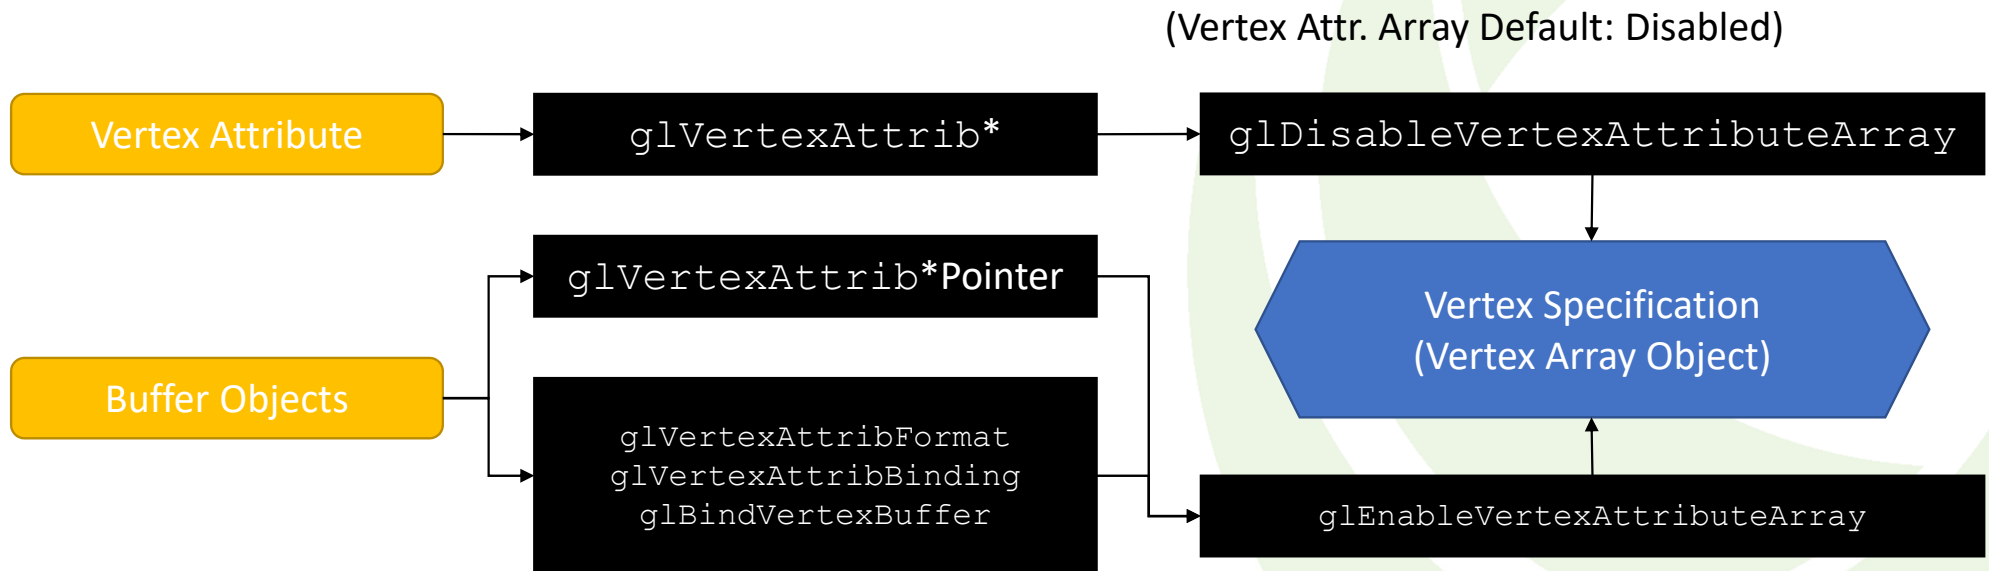 (Vertex Attr. Array Default: Disabled)
Vertex Attribute
glVertexAttrib*
glDisableVertexAttributeArray
glVertexAttrib*Pointer
Vertex Specification
(Vertex Array Object)
Buffer Objects
glVertexAttribFormat
glVertexAttribBinding
glBindVertexBuffer
glEnableVertexAttributeArray